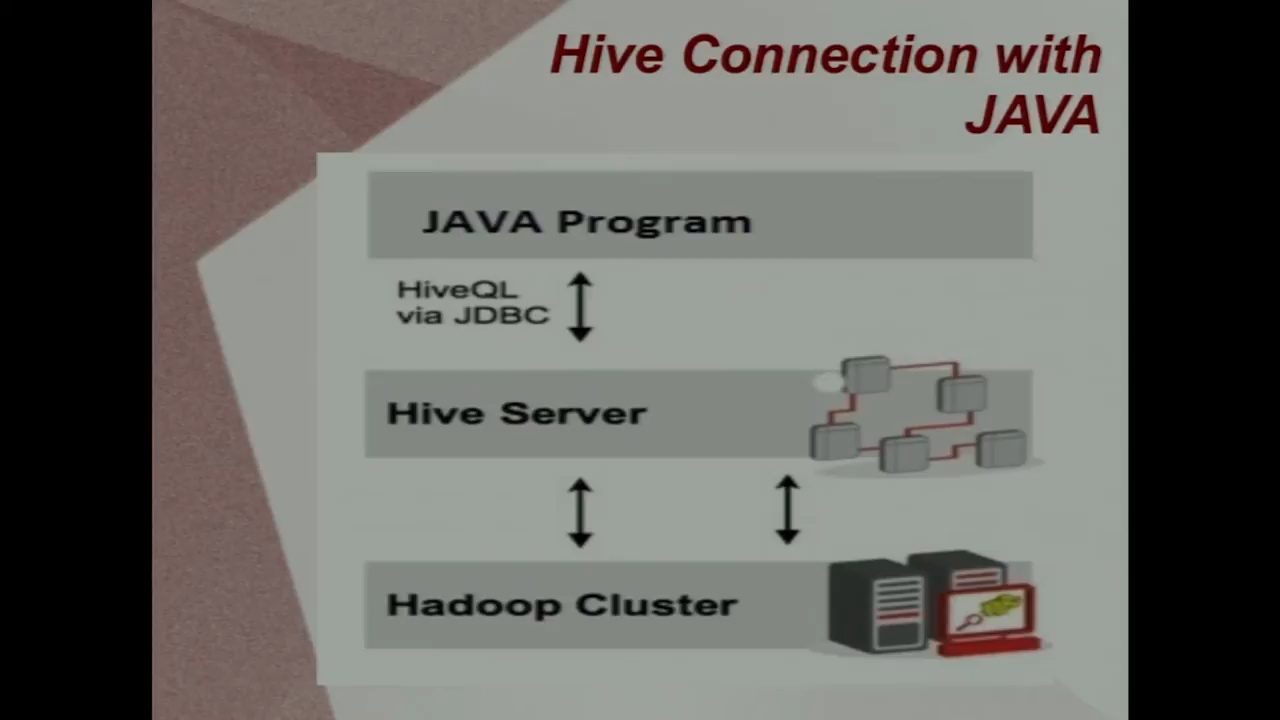 Hive Connection with
JAVA
JAVA Program
HiveQL
via JDBC
Hive Server
Hadoop Cluster